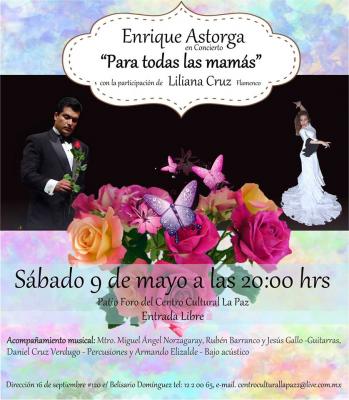 Enrique Astorga
en Concierto
"Para todas las mamás"
con la participación de Liliana Cruz Flamenco
Sábado 9 de mayo a las 20:00 hrs
Patio Foro del Centro Cultural La Paz
Entrada Libre
Acompañamiento musical: Mtro. Miguel Ángel Norzagaray, Rubén Barranco y Jesús Gallo -Guitarras,
Daniel Cruz Verdugo - Percusiones y Armando Elizalde - Bajo acústico
Dirección 16 de septiembre #120 e/ Belisario Domínguez tel: 12 2 00 65, e-mail. centroculturallapaz2@live.com.mx